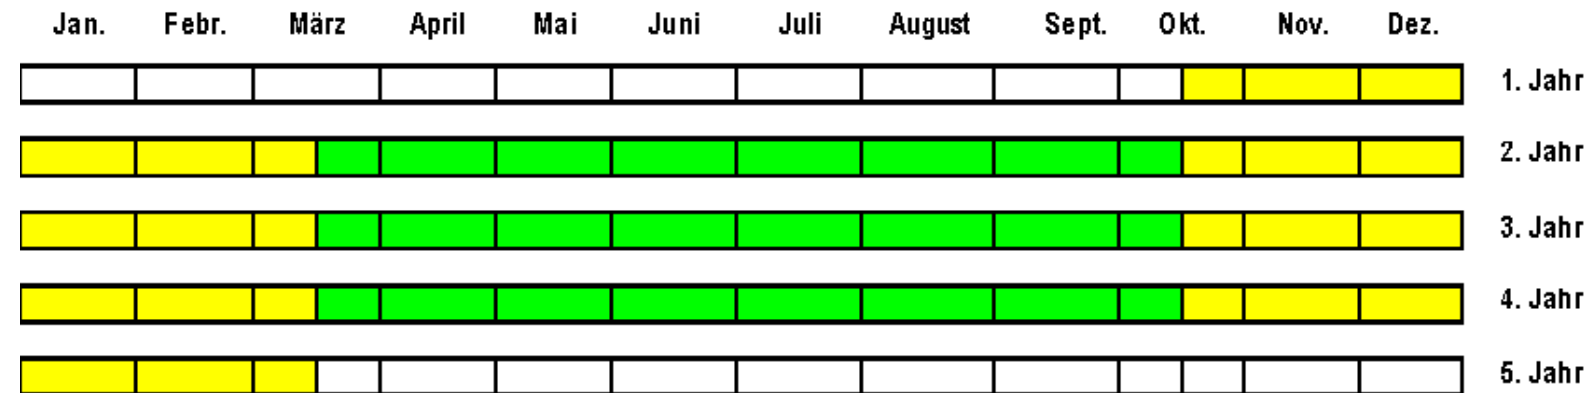 Jan. Febr. März April Mai Juni Juli August Sept. Okt. Nov. Dez.
1. Jahr
2. Jahr
3. Jahr
4. Jahr
5. Jahr